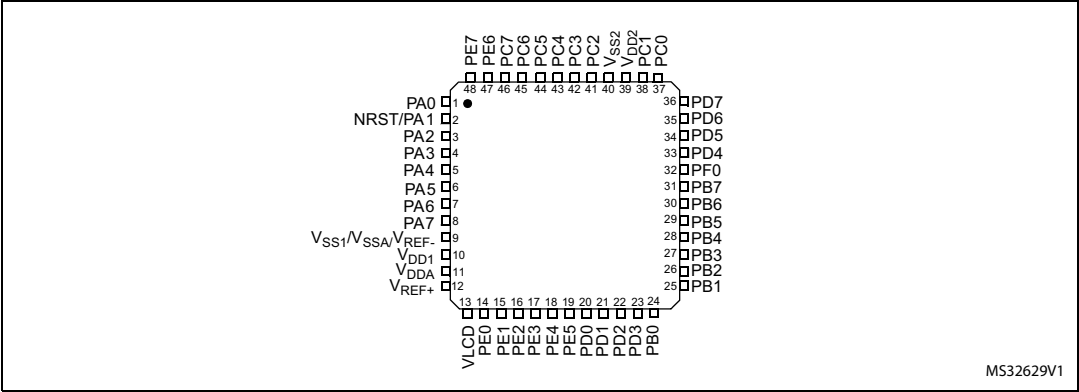 PE7 PE6 PC7 PC6 PC5 PC4 PC3 PC2 VSS2 VDD2 PC1 PC0
48 47 46 45 44 43 42 41 40 39 38 37
PA0 1
NRST/PA1 2
PA2 3
PA3 4
PA4 5
PA5 6
PA6 7
PA7 8
VSS1/VSSA/VREF- 9
VDD1 10
VDDA 11
VREF+ 12
36 PD7
35 PD6
34 PD5
33 PD4
32 PF0
31 PB7
30 PB6
29 PB5
28 PB4
27 PB3
26 PB2
25 PB1
13 14 15 16 17 18 19 20 21 22 23 24
VLCD PE0 PE1 PE2 PE3 PE4 PE5 PD0 PD1 PD2 PD3 PB0
MS32629V1